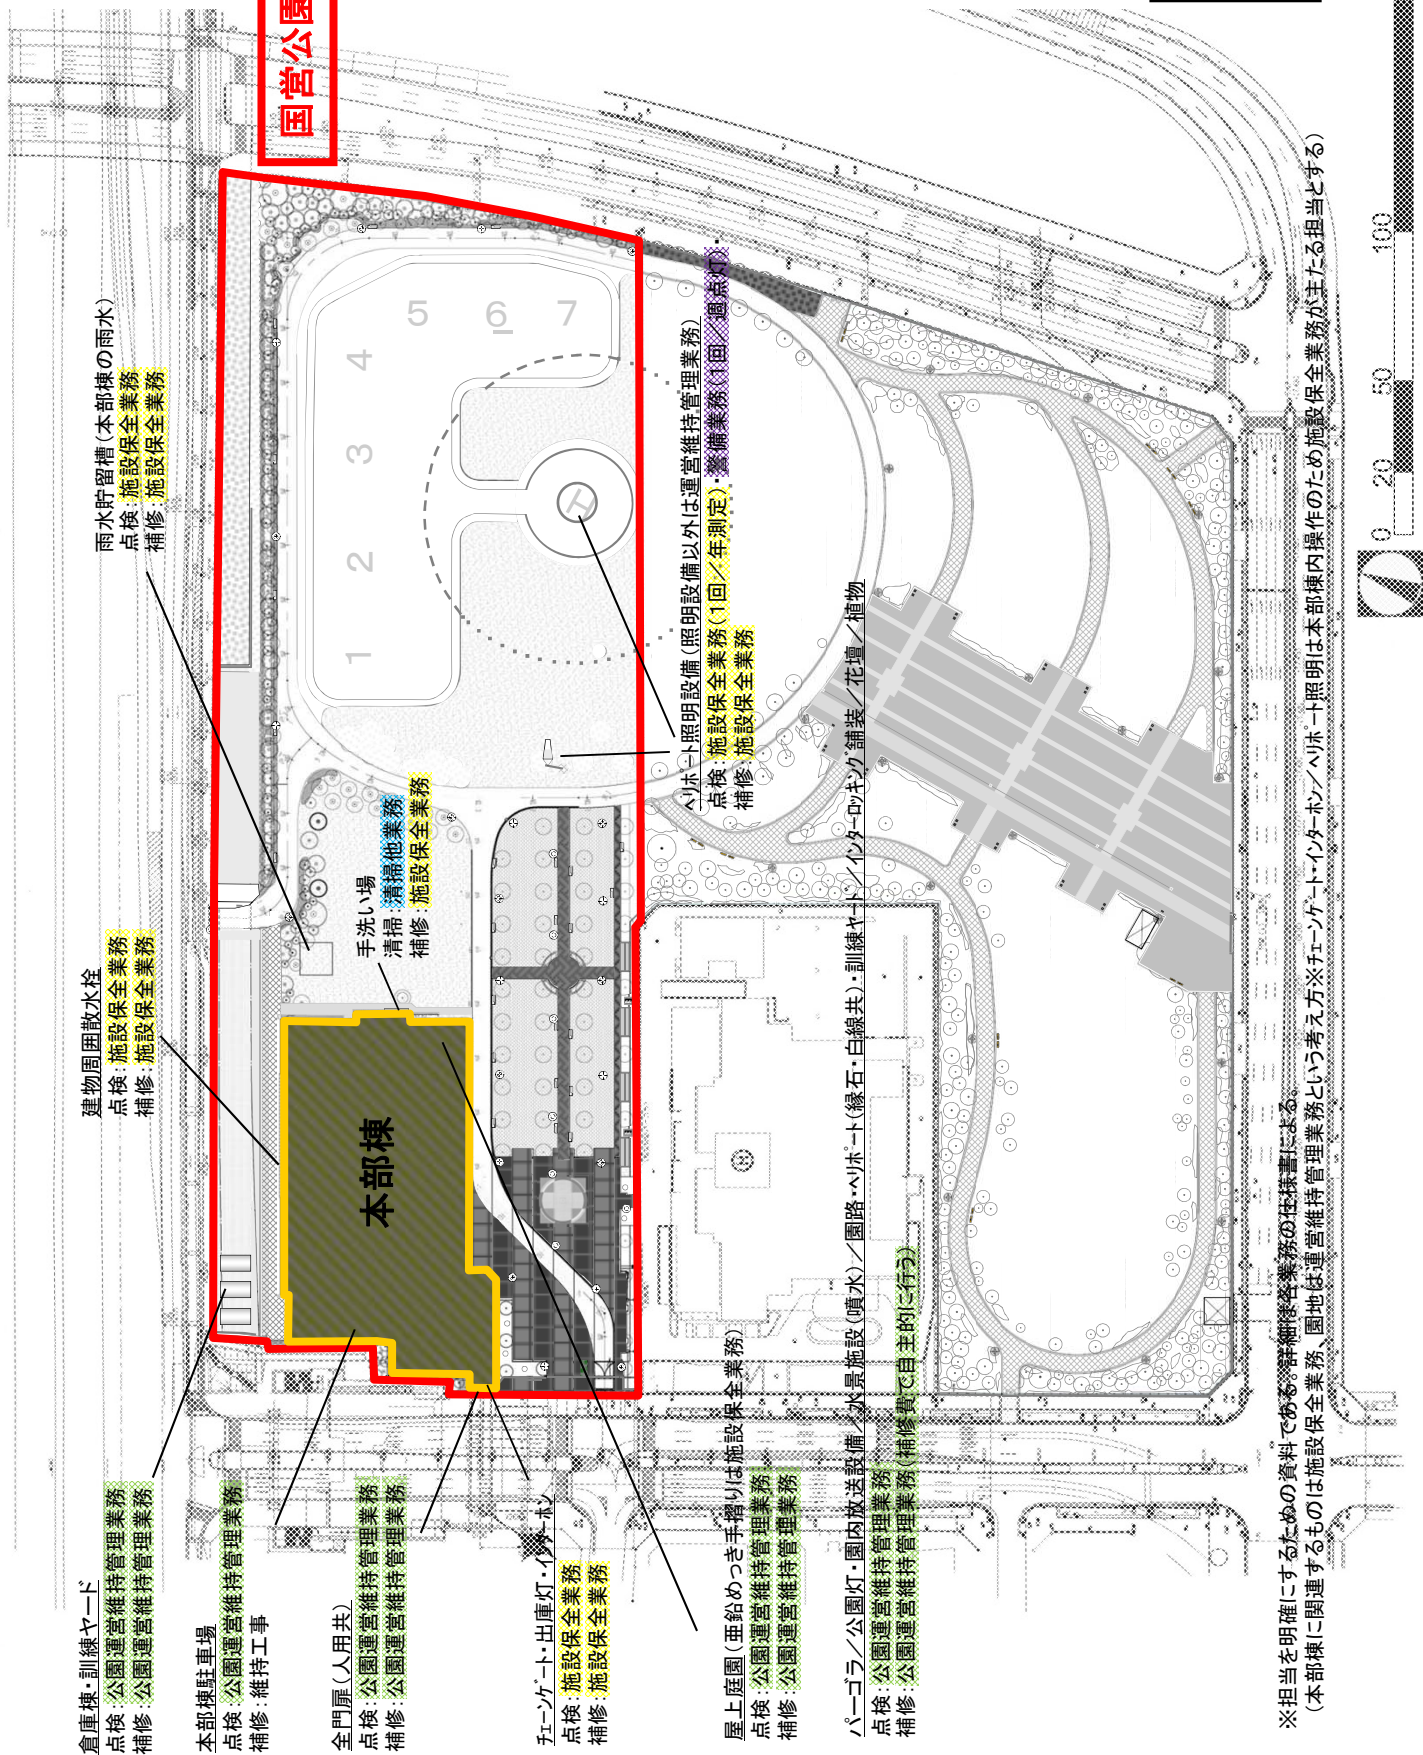 国営公園
雨水貯留槽(本部棟の雨水)
点検:施設保全業務
補修:施設保全業務
建物周囲散水栓
点検:施設保全業務
補修:施設保全業務
手洗い場
清掃:清掃他業務
補修:施設保全業務
本部棟
1
2
3
4
5
6
7
H
ヘリポート照明設備(照明設備以外は運営維持管理業務)
点検:施設保全業務(1回/年測定)・警備業務(1回/週点灯)・
補修:施設保全業務
倉庫棟・訓練ヤード
点検:公園運営維持管理業務
補修:公園運営維持管理業務
本部棟駐車場
点検:公園運営維持管理業務
補修:維持工事
全門扉(人用共)
点検:公園運営維持管理業務
補修:公園運営維持管理業務
チェーンゲート・出庫灯・インターホン
点検:施設保全業務
補修:施設保全業務
屋上庭園(亜鉛めっき手摺りは施設保全業務)
点検:公園運営維持管理業務
補修:公園運営維持管理業務
パーゴラ/公園灯・園内放送設備/水景施設(噴水)/園路・ヘリポート(縁石・白線共)・訓練ヤード/インターロッキング舗装/花壇/植物
点検:公園運営維持管理業務
補修:公園運営維持管理業務(補修費で自主的に行う)
※担当を明確にするための資料である。詳細は各業務の仕様書による。
(本部棟に関連するものは施設保全業務、園地は運営維持管理業務という考え方※チェーンゲート・インターホン/ヘリポート照明は本部棟内操作のため施設保全業務が主たる担当とする)
0 20 50 100